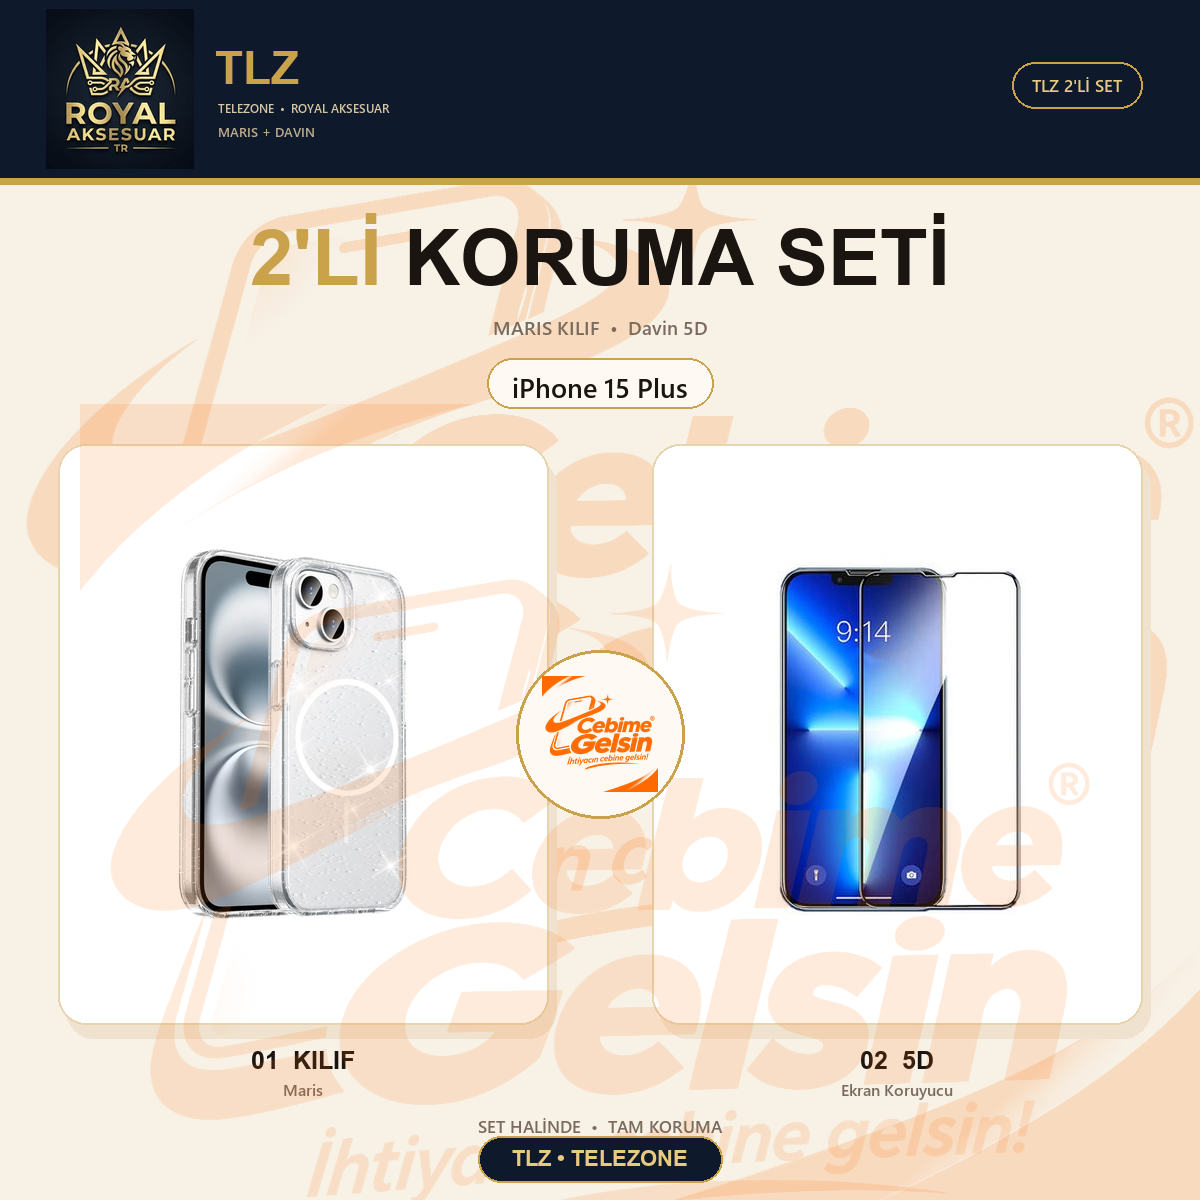 ROYAL
AKSESUAR
TR
TLZ
TELEZONE • ROYAL AKSESUAR
MARIS + DAVIN
TLZ 2'Lİ SET
2'Lİ KORUMA SETİ
MARIS KILIF • Davin 5D
iPhone 15 Plus
9:14
Cebime®
Gelsin
İhtiyacın cebine gelsin!
Cebime®
Gelsin
01 KILIF
Maris
02 5D
Ekran Koruyucu
SET HALİNDE • TAM KORUMA
TLZ • TELEZONE